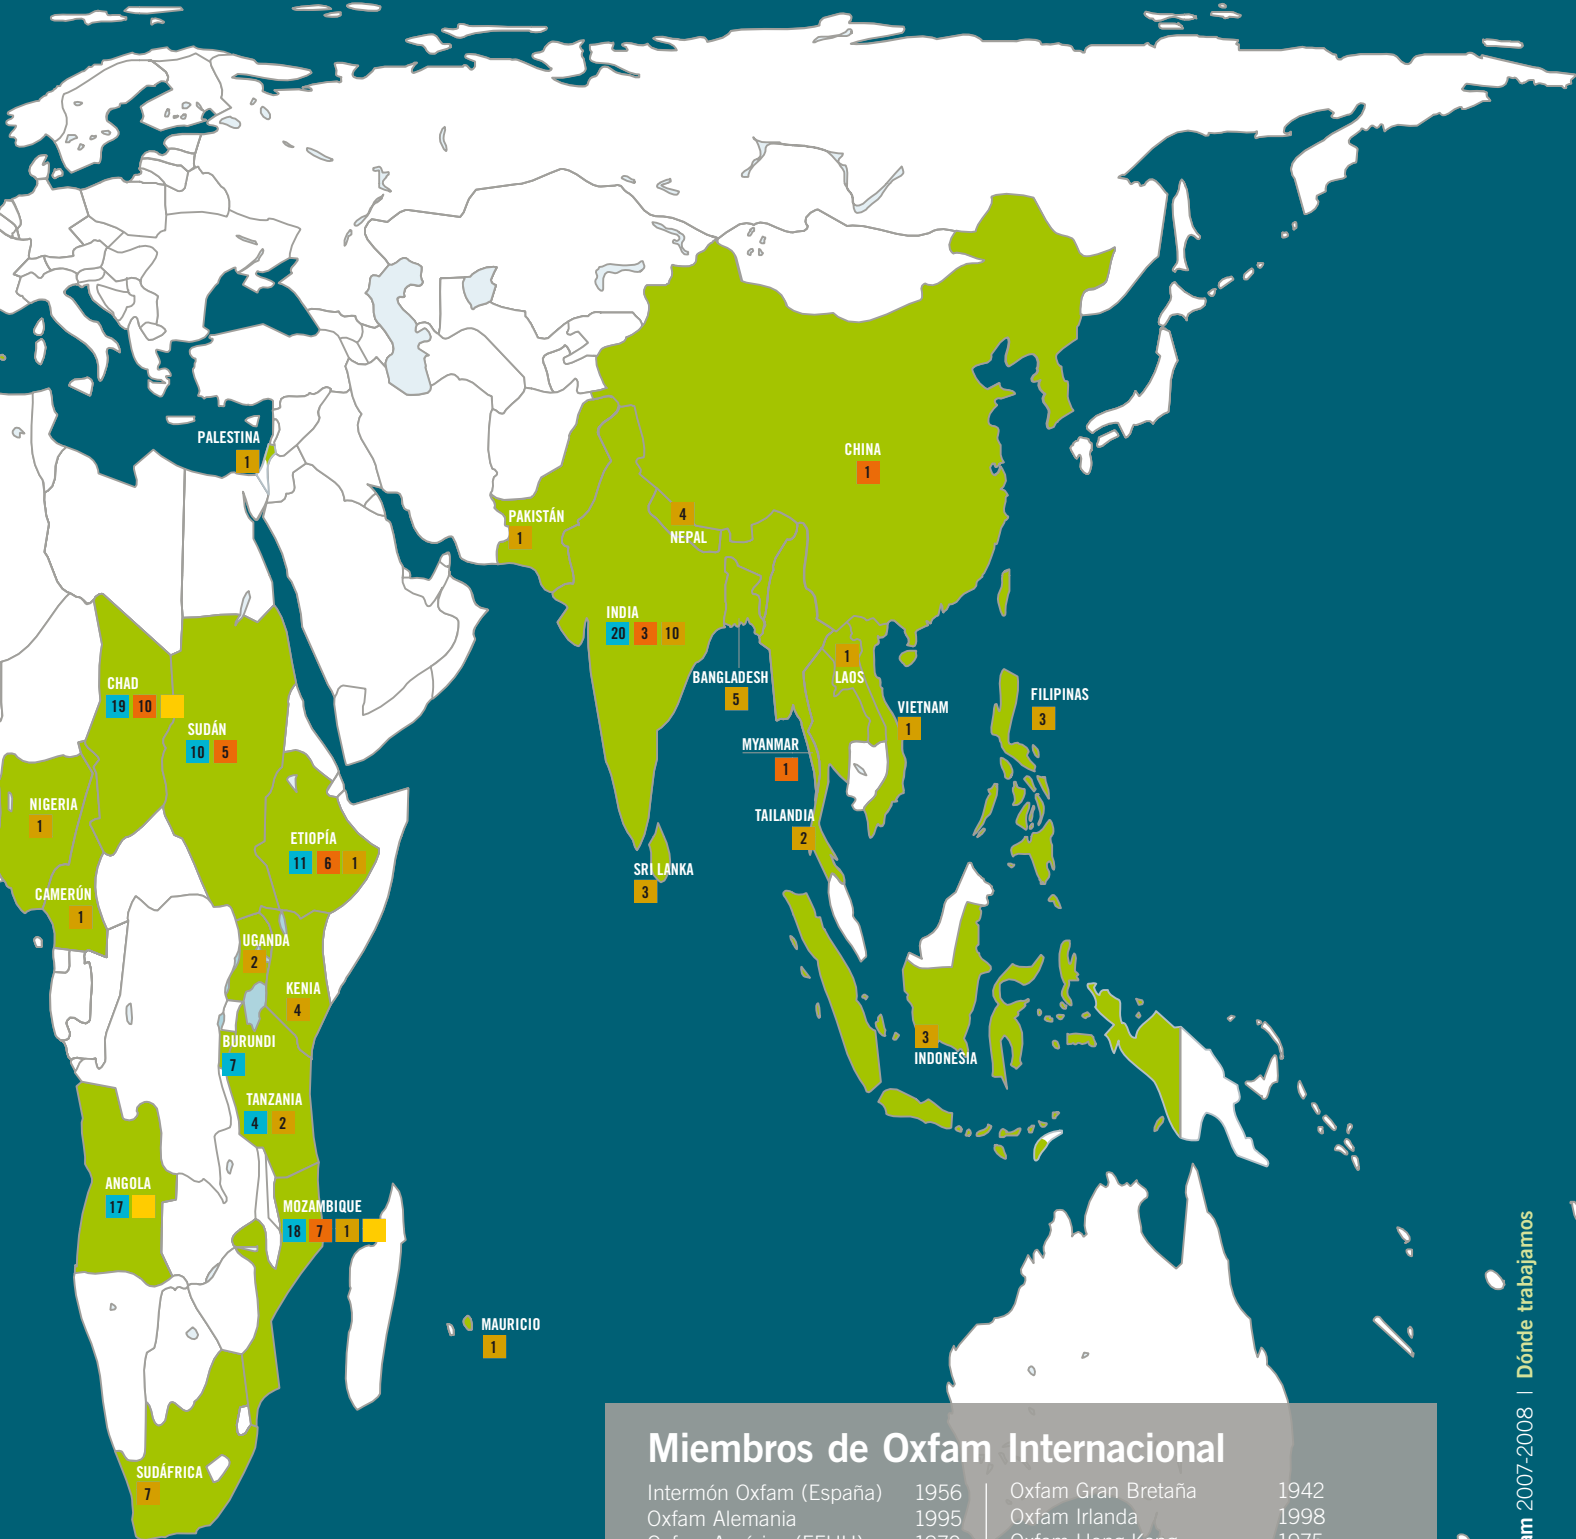 PALESTINA
1
CHINA
1
PAKISTÁN
1
4
NEPAL
INDIA
20 3 10
BANGLADESH
5
1
LAOS
VIETNAM
1
FILIPINAS
3
MYANMAR
1
TAILANDIA
2
SRI LANKA
3
3
INDONESIA
CHAD
19 10
SUDÁN
10 5
NIGERIA
1
ETIOPÍA
11 6 1
CAMERÚN
1
UGANDA
2
KENIA
4
BURUNDI
7
TANZANIA
4 2
ANGOLA
17
MOZAMBIQUE
18 7 1
MAURICIO
1
SUDÁFRICA
7
Miembros de Oxfam Internacional
Intermón Oxfam (España) 1956
Oxfam Alemania 1995
Oxfam Gran Bretaña 1942
Oxfam Irlanda 1998
am 2007-2008 | Dónde trabajamos